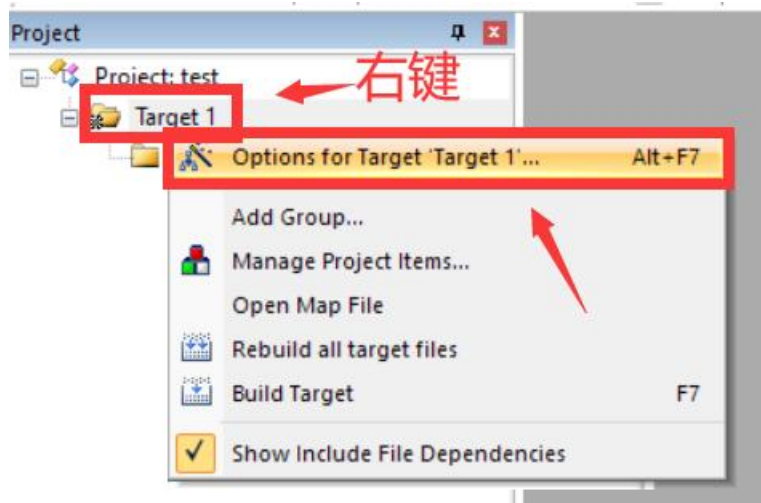 Project
Project: test
右键
Target 1
Options for Target 'Target 1'... Alt+F7
Add Group...
Manage Project Items...
Open Map File
Rebuild all target files
Build Target F7
Show Include File Dependencies